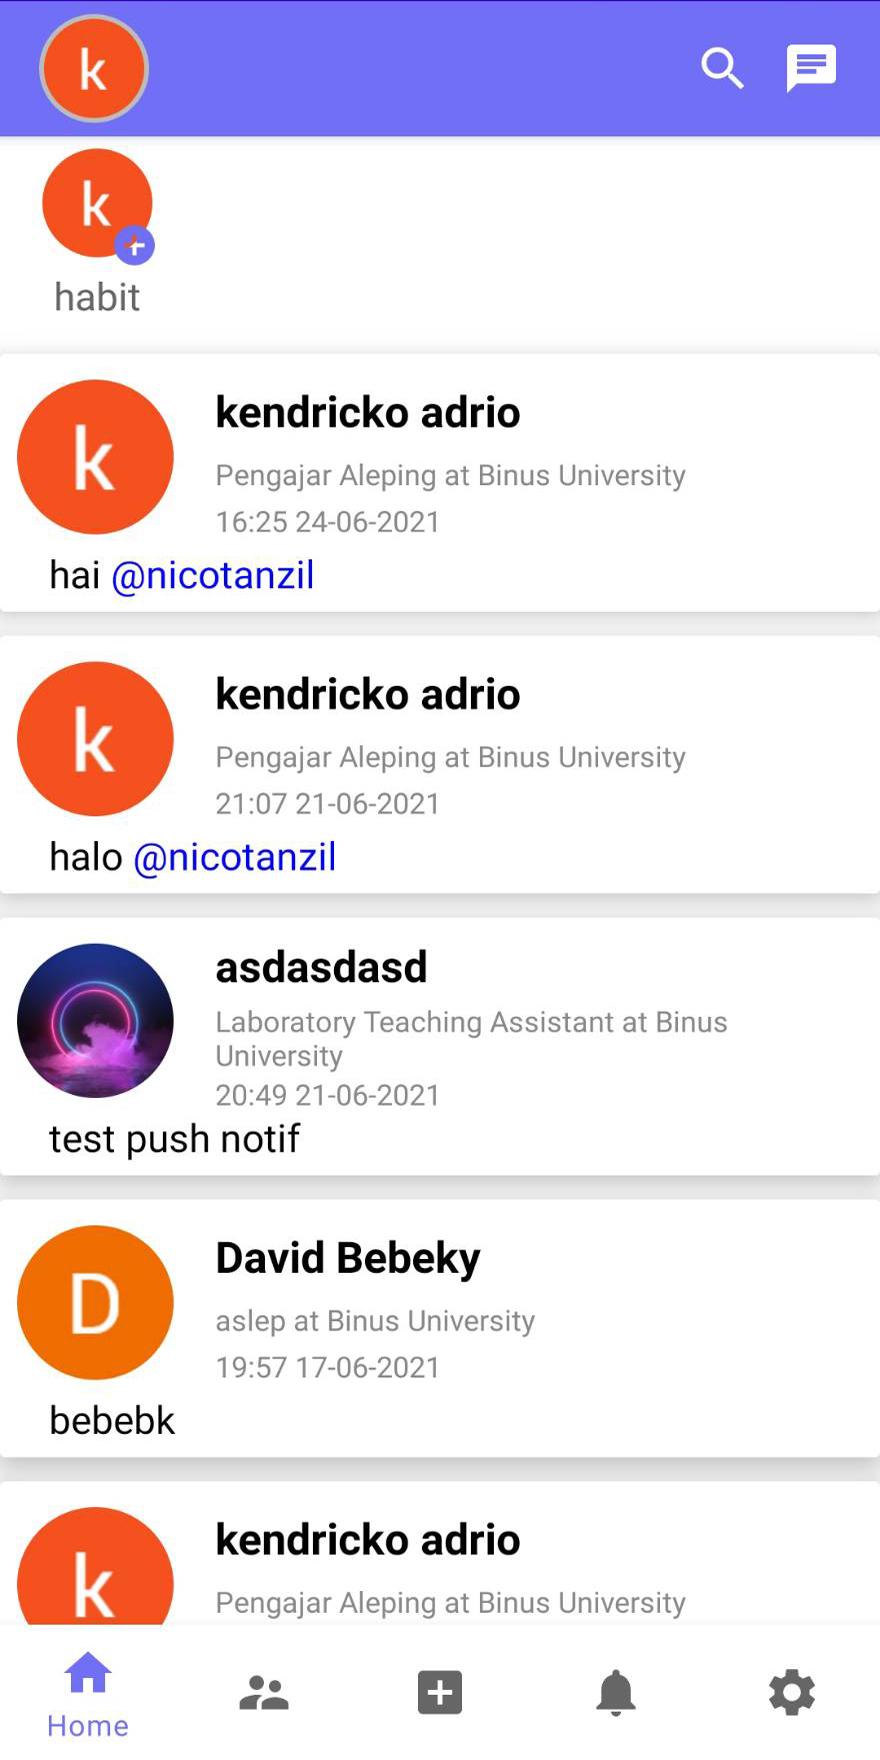 k
k
habit
k
kendricko adrio
Pengajar Aleping at Binus University
16:25 24-06-2021
hai @nicotanzil
k
kendricko adrio
Pengajar Aleping at Binus University
21:07 21-06-2021
halo @nicotanzil
asdasdasd
Laboratory Teaching Assistant at Binus
University
20:49 21-06-2021
test push notif
D
David Bebeky
aslep at Binus University
19:57 17-06-2021
bebebk
k
kendricko adrio
Pengajar Aleping at Binus University
Home